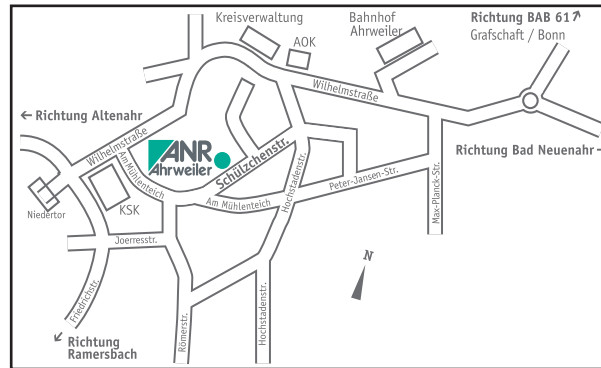 Kreisverwaltung
Bahnhof
Ahrweiler
Richtung BAB 61
Grafschaft / Bonn
AOK
Wilhelmstraße
← Richtung Altenahr
Wilhelmstraße
Am Mühlenteich
ANR
Ahrweiler
Schülzchenstr.
Richtung Bad Neuenahr
Niedertor
KSK
Am Mühlenteich
Hochstadenstr.
Peter-Jansen-Str.
Max-Planck-Str.
Joerresstr.
Friedrichstr.
N
Richtung
Ramersbach
Römerstr.
Hochstadenstr.